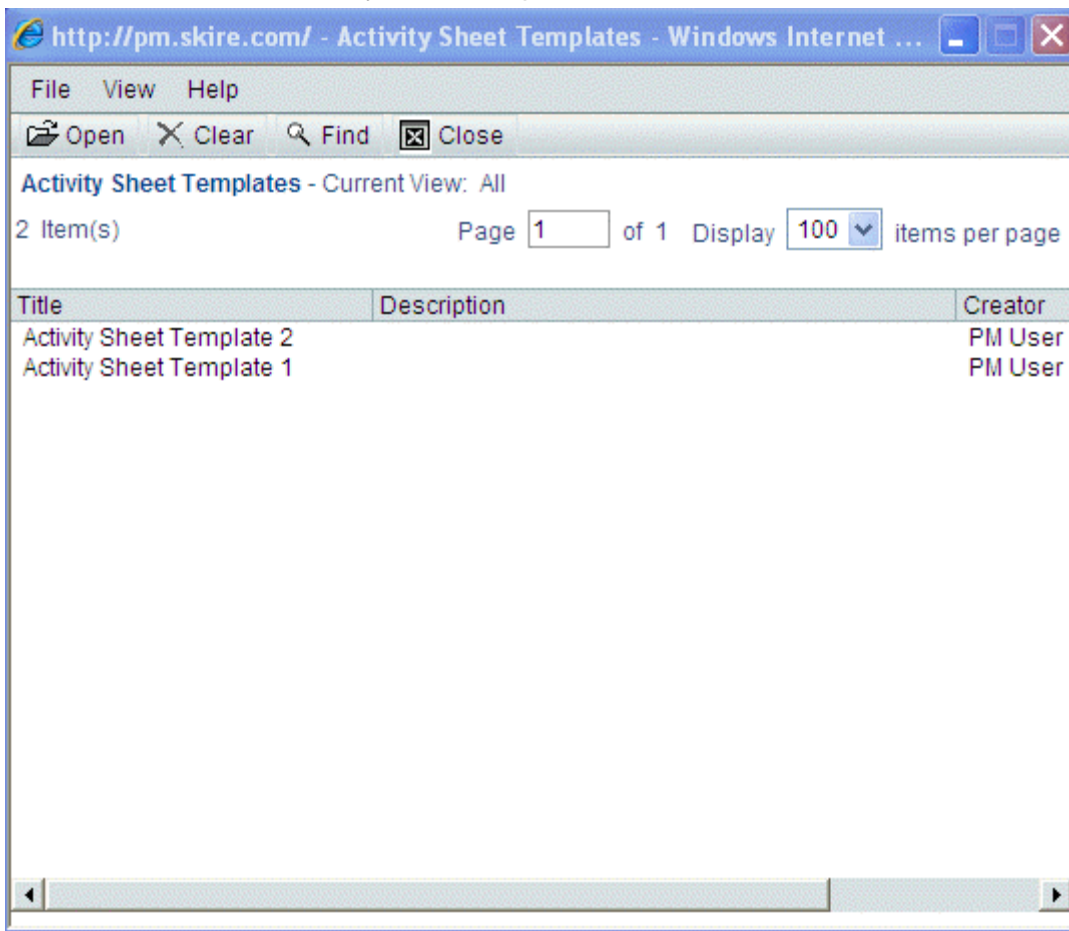 http://pm.skire.com/ - Activity Sheet Templates - Windows Internet ...
File View Help
Open Clear Find Close
Activity Sheet Templates - Current View: All
2 Item(s) Page 1 of 1 Display 100 items per page
Title Description Creator
Activity Sheet Template 2 PM User
Activity Sheet Template 1 PM User